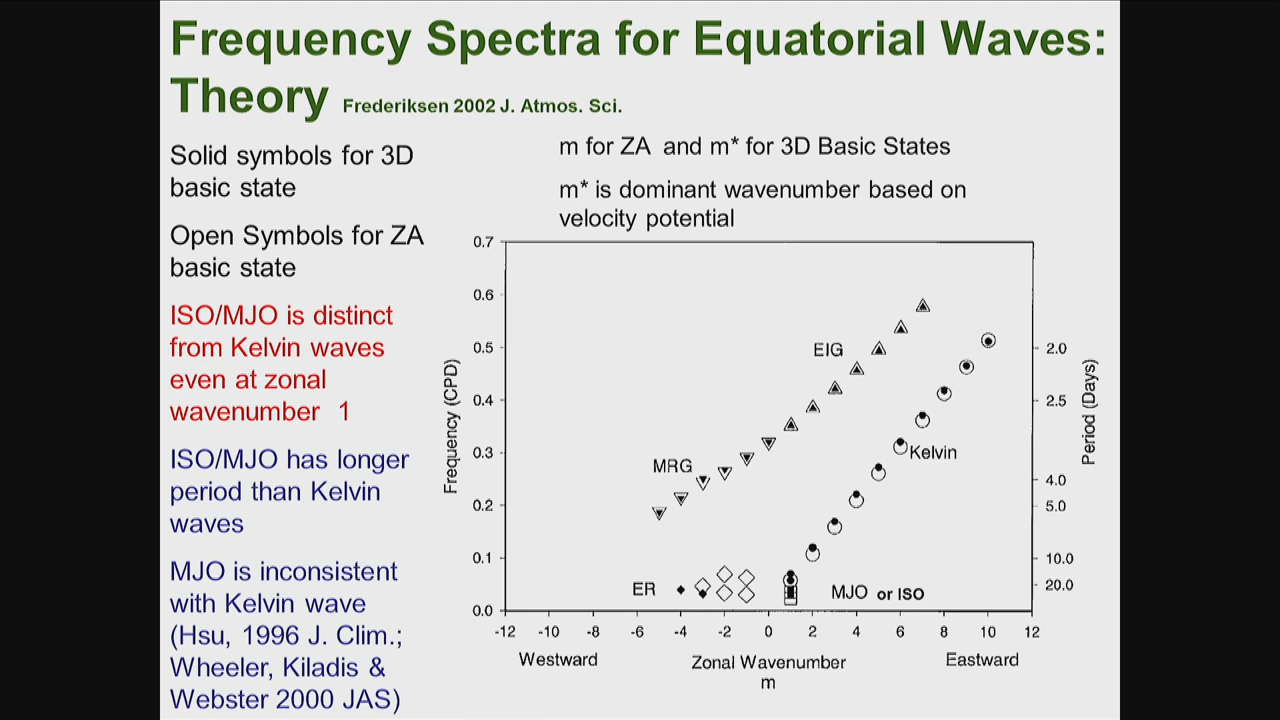 Frequency Spectra for Equatorial Waves:
Theory Frederiksen 2002 J. Atmos. Sci.
Solid symbols for 3D
basic state
Open Symbols for ZA
basic state
ISO/MJO is distinct
from Kelvin waves
even at zonal
wavenumber 1
ISO/MJO has longer
period than Kelvin
waves
MJO is inconsistent
with Kelvin wave
(Hsu, 1996 J. Clim.;
Wheeler, Kiladis &
Webster 2000 JAS)
m for ZA and m* for 3D Basic States
m* is dominant wavenumber based on
velocity potential
Frequency (CPD)
0.7
0.6
0.5
0.4
0.3
0.2
0.1
0.0
EIG
MRG
Kelvin
ER
MJO or ISO
2.0
2.5
4.0
5.0
10.0
20.0
Period (Days)
-12 -10 -8 -6 -4 -2 0 2 4 6 8 10 12
Westward Zonal Wavenumber Eastward
m